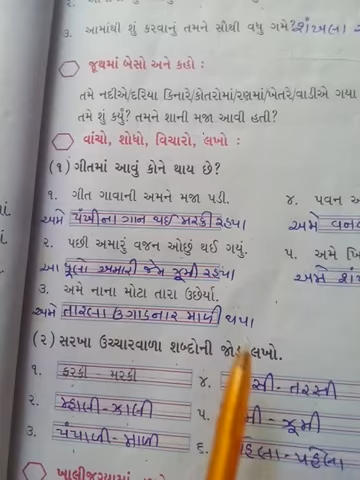 ૩. આમાંથી શું કરવાનું તમને સૌથી વધુ ગમે? શંખલા
જૂથમાં બેસો અને કહો :
તમે નદીએ/દરિયા કિનારે/કોતરોમાં/રણમાં/ખેતરે/વાડીએ ગયા
તમે શું કર્યું? તમને શાની મજા આવી હતી?
વાંચો, શોધો, વિચારો, લખો :
(૧) ગીતમાં આવું કોને થાય છે?
૧. ગીત ગાવાની અમને મજા પડી.
૪. પવન અ
અમે પંખીના ગાન થઈ મરકી રહ્યા
અમે વન
૨. પછી અમારું વજન ઓછું થઈ ગયું.
૫. અમે ખિ
આ ફૂલો અમારી જેમ ઝૂમી રહ્યા
અમે શં
૩. અમે નાના મોટા તારા ઉછેર્યા.
અમે તારલા ઉગાડનાર માળી થયા
(૨) સરખા ઉચ્ચારવાળા શબ્દોની જોડ લખો.
૧. ફરકી - મરકી
૪. સી - તરસી
૨. મ્હાલી - ઝાલી
૫. મી - ઝૂમી
૩. પંચાળી - માળી
૬. હેલા - પહેલા